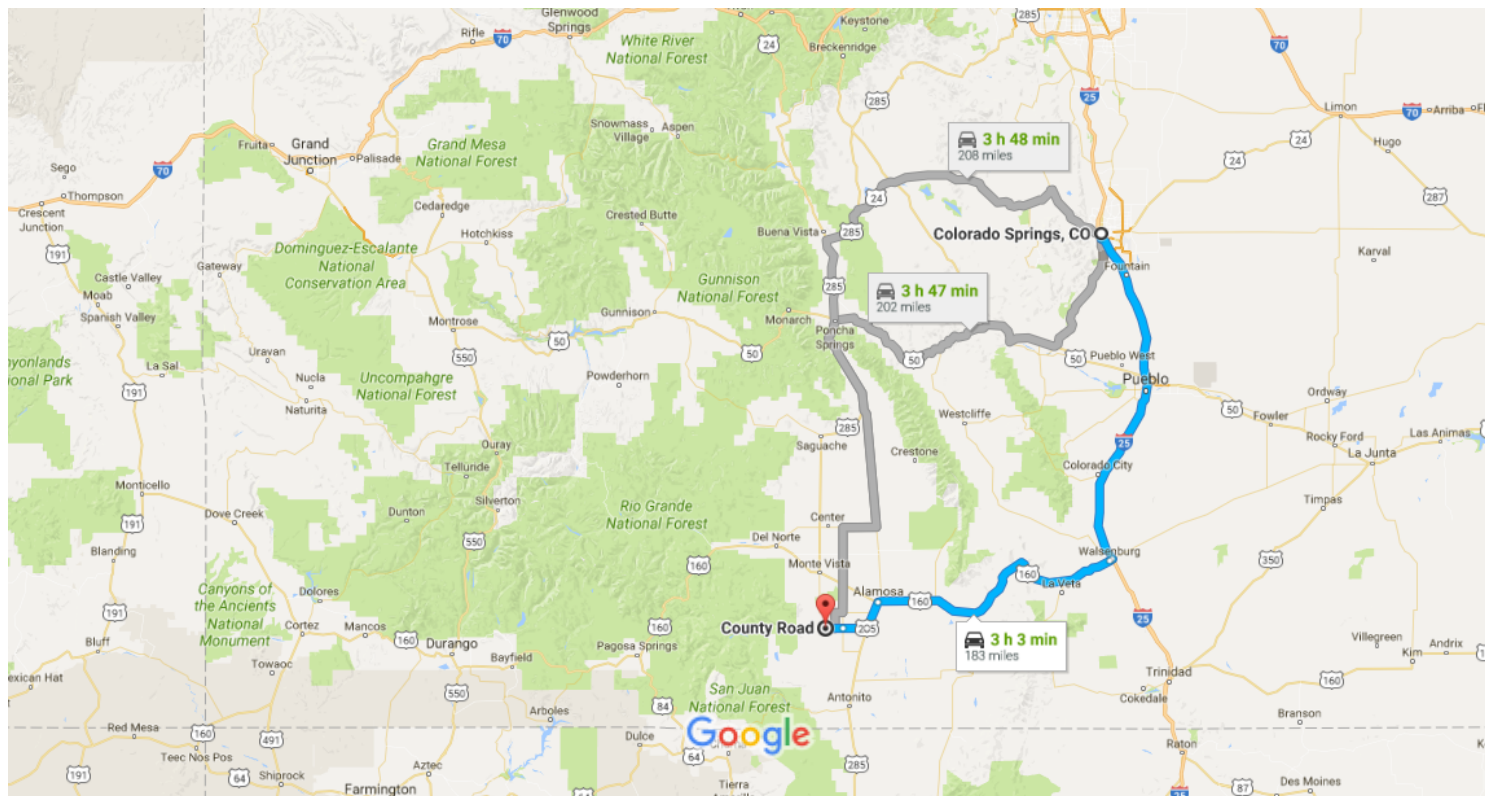 Glenwood
Springs
Keystone
285
Rifle
70
White River
National Forest
24
Breckenridge
70
285
25
Limon
Arriba
70
Snowmass
Village
Aspen
Grand Mesa
National Forest
Fruita
Grand
Junction
Palisade
3 h 48 min
208 miles
24
24
Hugo
Sego
70
Thompson
Crescent
Junction
191
Cedaredge
Crested Butte
Hotchkiss
24
285
Buena Vista
Colorado Springs, CO
287
Dominguez-Escalante
National
Conservation Area
Gateway
Castle Valley
Moab
Spanish Valley
Gunnison
National Forest
285
3 h 47 min
202 miles
Fountain
Karval
Montrose
Gunnison
50
Monarch
Poncha
Springs
50
550
50
50
Pueblo West
Pueblo
La Sal
191
Uravan
Nucla
Naturita
Uncompahgre
National Forest
Powderhorn
Westcliffe
50
Fowler
Ordway
Rocky Ford
Las Animas
La Junta
Ouray
Telluride
Silverton
Saguache
285
Crestone
25
Colorado City
Monticello
191
Dove Creek
Dunton
550
Rio Grande
National Forest
Center
Timpas
Blanding
Del Norte
160
Monte Vista
Walsenburg
350
160
La Veta
Canyons of
the Ancients
National
Monument
Dolores
Alamosa
160
191
Bluff
Cortez
Mancos
160
Towaoc
Durango
Bayfield
160
Pagosa Springs
County Road
285
3 h 3 min
183 miles
25
Villegreen
Andrix
Kim
Trinidad
Cokedale
160
550
Arboles
84
San Juan
National Forest
Antonito
Branson
Red Mesa
160
491
Teec Nos Pos
64
Shiprock
191
Aztec
Farmington
Dulce
64
Google
Tierra
285
Raton
25
87
Des Moines